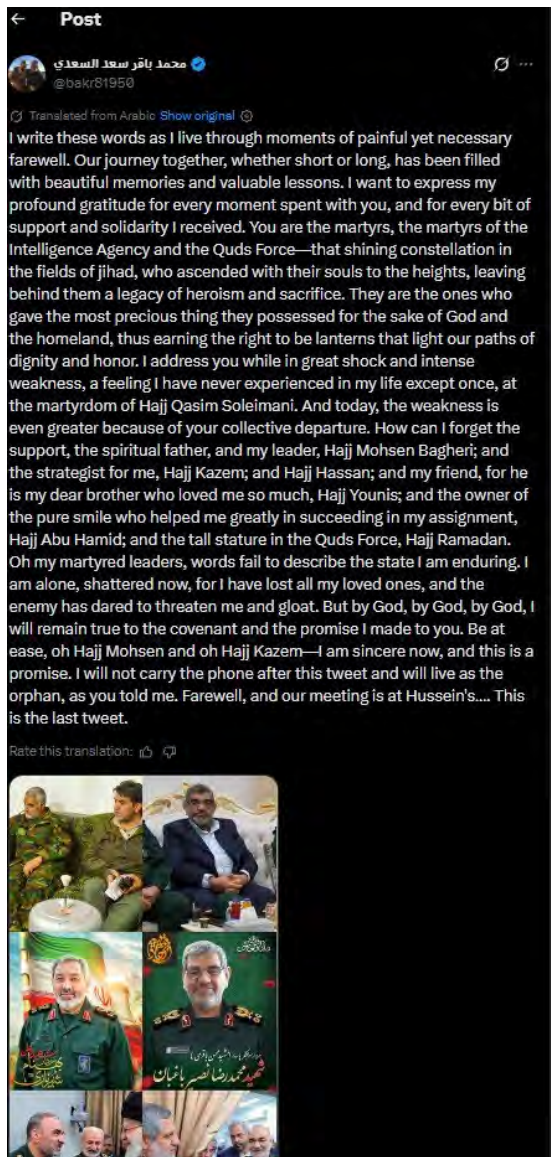 ← Post
محمد باقر سعد السعدي
@bakr81950
Translated from Arabic Show original
I write these words as I live through moments of painful yet necessary
farewell. Our journey together, whether short or long, has been filled
with beautiful memories and valuable lessons. I want to express my
profound gratitude for every moment spent with you, and for every bit of
support and solidarity I received. You are the martyrs, the martyrs of the
Intelligence Agency and the Quds Force—that shining constellation in
the fields of jihad, who ascended with their souls to the heights, leaving
behind them a legacy of heroism and sacrifice. They are the ones who
gave the most precious thing they possessed for the sake of God and
the homeland, thus earning the right to be lanterns that light our paths of
dignity and honor. I address you while in great shock and intense
weakness, a feeling I have never experienced in my life except once, at
the martyrdom of Hajj Qasim Soleimani. And today, the weakness is
even greater because of your collective departure. How can I forget the
support, the spiritual father, and my leader, Hajj Mohsen Bagheri; and
the strategist for me, Hajj Kazem; and Hajj Hassan; and my friend, for he
is my dear brother who loved me so much, Hajj Younis; and the owner of
the pure smile who helped me greatly in succeeding in my assignment,
Hajj Abu Hamid; and the tall stature in the Quds Force, Hajj Ramadan.
Oh my martyred leaders, words fail to describe the state I am enduring. I
am alone, shattered now, for I have lost all my loved ones, and the
enemy has dared to threaten me and gloat. But by God, by God, by God, I
will remain true to the covenant and the promise I made to you. Be at
ease, oh Hajj Mohsen and oh Hajj Kazem—I am sincere now, and this is a
promise. I will not carry the phone after this tweet and will live as the
orphan, as you told me. Farewell, and our meeting is at Hussein's.... This
is the last tweet.
Rate this translation:
شهید محمدرضا نصیر باغبان